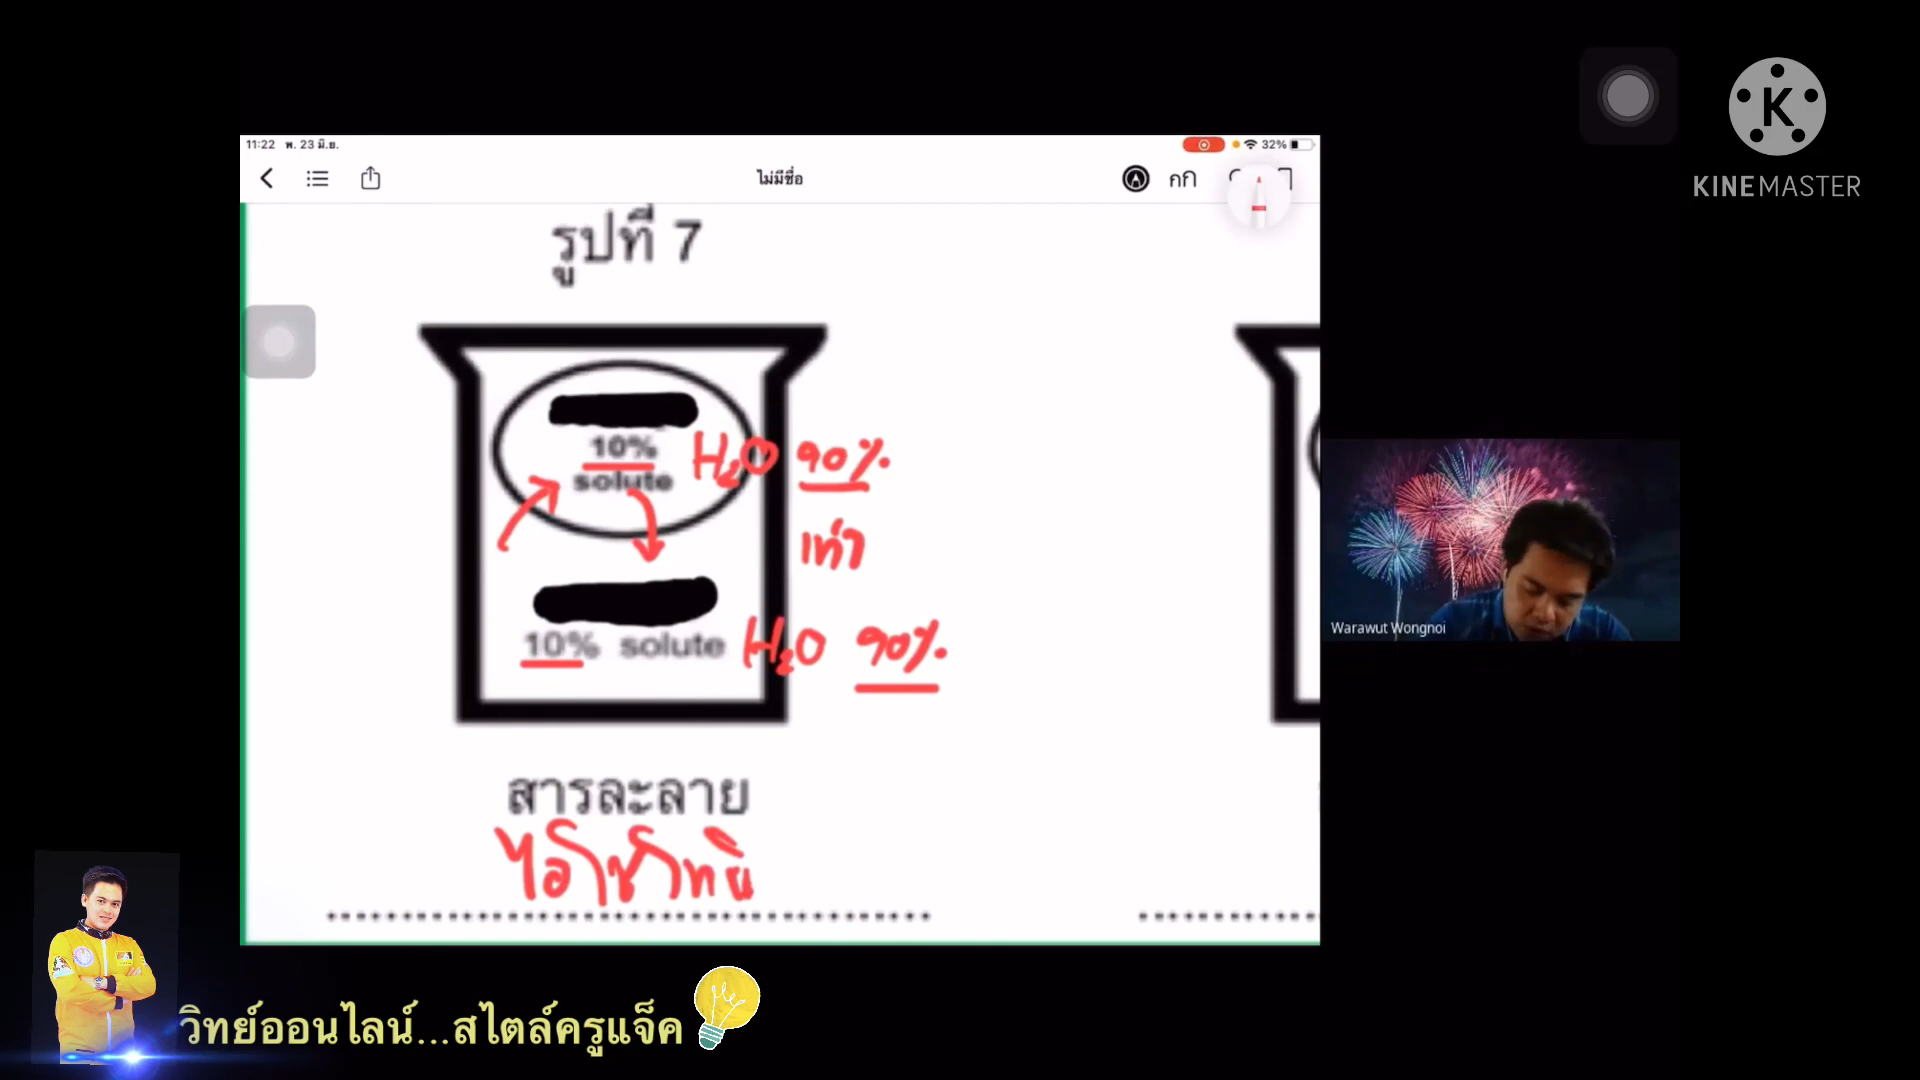 KINEMASTER
11:22 พ. 23 มิ.ย.
32%
ไม่มีชื่อ
กก
รูปที่ 7
10%
solute
H₂O 90%
เท่า
10% solute
H₂O 90%
สารละลาย
ไอโซโทนิ
Warawut Wongnoi
วิทย์ออนไลน์...สไตล์ครูแจ็ค